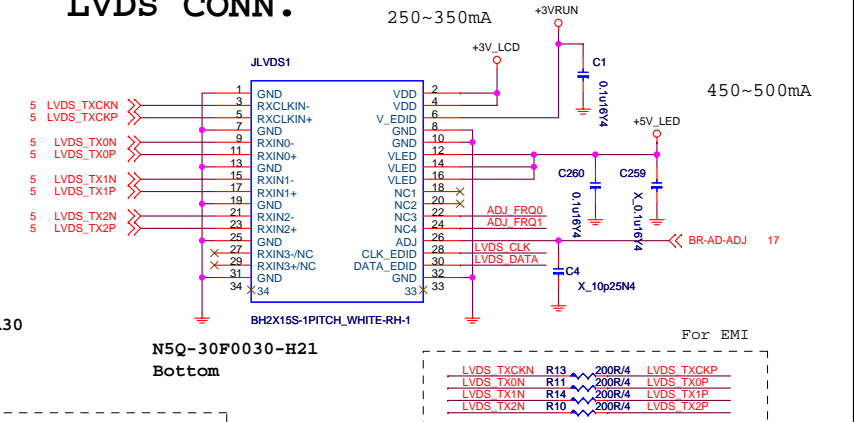 LVDS CONN.
250~350mA
+3VRUN
+3V_LCD
JLVDS1
C1
0.1u16Y4
450~500mA
+5V_LED
1 GND VDD 2
5 LVDS_TXCKN 3 RXCLKIN- VDD 4
5 LVDS_TXCKP 5 RXCLKIN+ V_EDID 6
7 GND GND 8
5 LVDS_TX0N 9 RXIN0- GND 10
5 LVDS_TX0P 11 RXIN0+ VLED 12
13 GND VLED 14
5 LVDS_TX1N 15 RXIN1- VLED 16
5 LVDS_TX1P 17 RXIN1+ NC1 18
19 GND NC2 20
5 LVDS_TX2N 21 RXIN2- NC3 22 ADJ_FRQ0
5 LVDS_TX2P 23 RXIN2+ NC4 24 ADJ_FRQ1
25 GND ADJ 26 BR-AD-ADJ 17
27 RXIN3-/NC CLK_EDID 28 LVDS_CLK
29 RXIN3+/NC DATA_EDID 30 LVDS_DATA
31 GND GND 32
34 34 33 33
C260
0.1u16Y4
C259
X_0.1u16Y4
C4
X_10p25N4
BH2X15S-1PITCH_WHITE-RH-1
30
N5Q-30F0030-H21
Bottom
For EMI
LVDS_TXCKN R13 200R/4 LVDS_TXCKP
LVDS_TX0N R11 200R/4 LVDS_TX0P
LVDS_TX1N R14 200R/4 LVDS_TX1P
LVDS_TX2N R10 200R/4 LVDS_TX2P